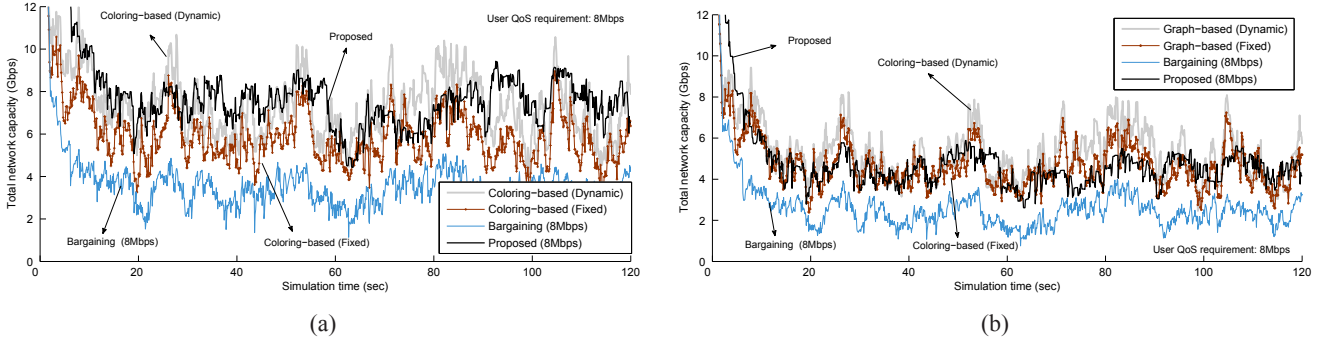 12
10
8
6
4
2
0
Total network capacity (Gbps)
Coloring−based (Dynamic)
User QoS requirement: 8Mbps
Proposed
Bargaining (8Mbps)
Coloring−based (Fixed)
Coloring−based (Dynamic)
Coloring−based (Fixed)
Bargaining (8Mbps)
Proposed (8Mbps)
0 20 40 60 80 100 120
Simulation time (sec)
(a)
12
10
8
6
4
2
0
Total network capacity (Gbps)
Proposed
Coloring−based (Dynamic)
Graph−based (Dynamic)
Graph−based (Fixed)
Bargaining (8Mbps)
Proposed (8Mbps)
Bargaining (8Mbps)
Coloring−based (Fixed)
User QoS requirement: 8Mbps
0 20 40 60 80 100 120
Simulation time (sec)
(b)